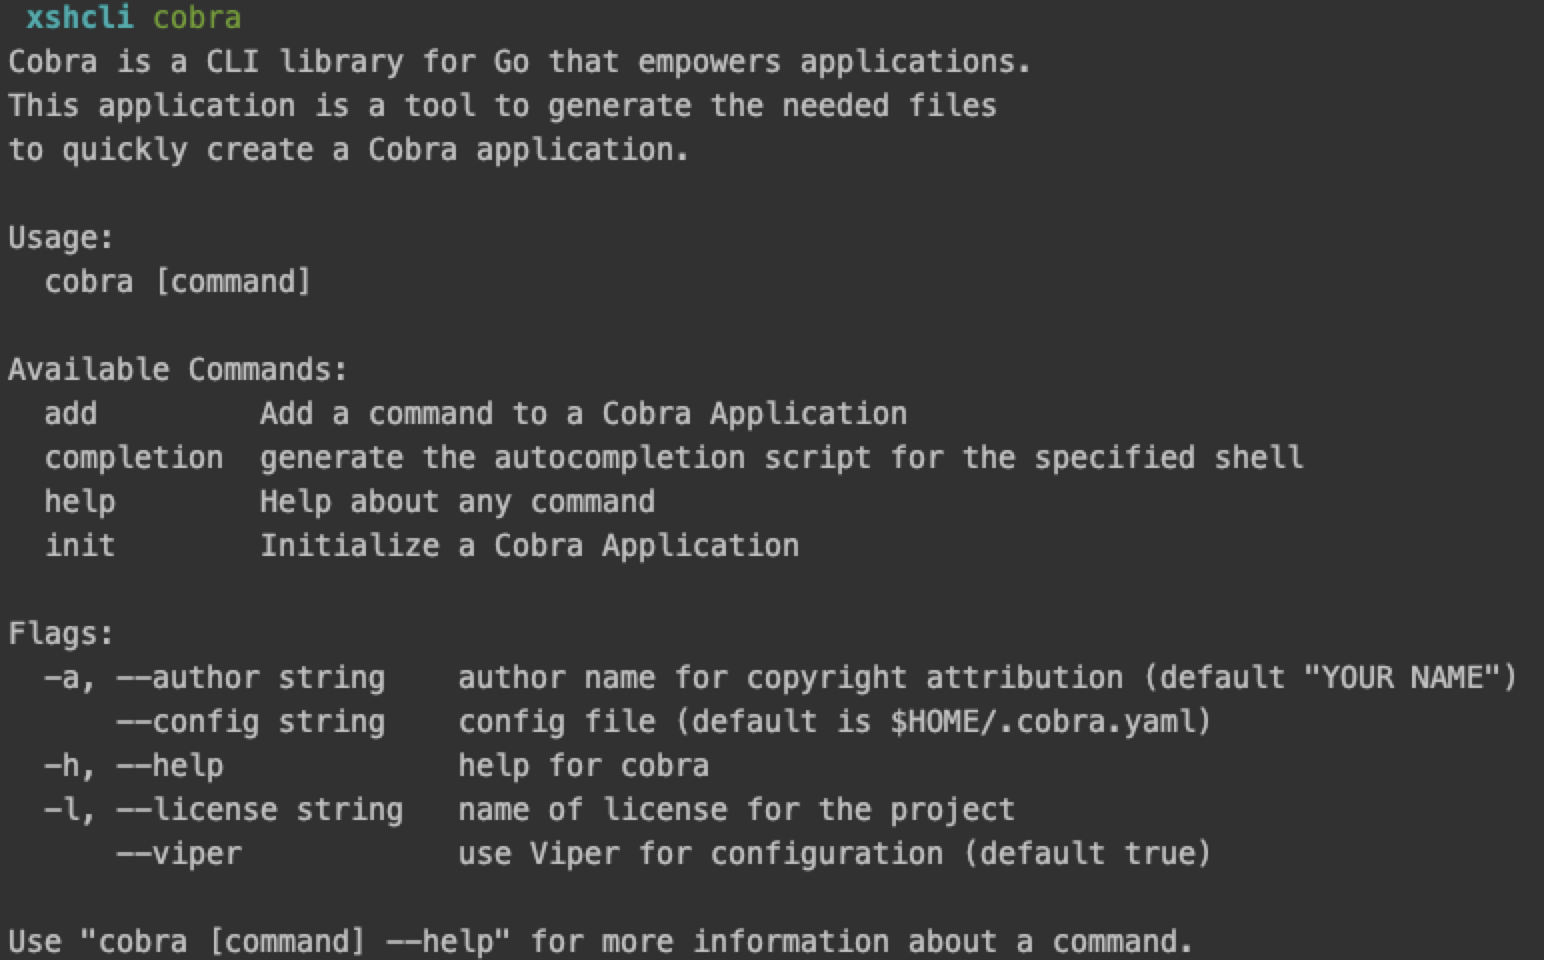 xshcli cobra
Cobra is a CLI library for Go that empowers applications.
This application is a tool to generate the needed files
to quickly create a Cobra application.

Usage:
  cobra [command]

Available Commands:
  add         Add a command to a Cobra Application
  completion  generate the autocompletion script for the specified shell
  help        Help about any command
  init        Initialize a Cobra Application

Flags:
  -a, --author string    author name for copyright attribution (default "YOUR NAME")
      --config string    config file (default is $HOME/.cobra.yaml)
  -h, --help             help for cobra
  -l, --license string   name of license for the project
      --viper            use Viper for configuration (default true)

Use "cobra [command] --help" for more information about a command.